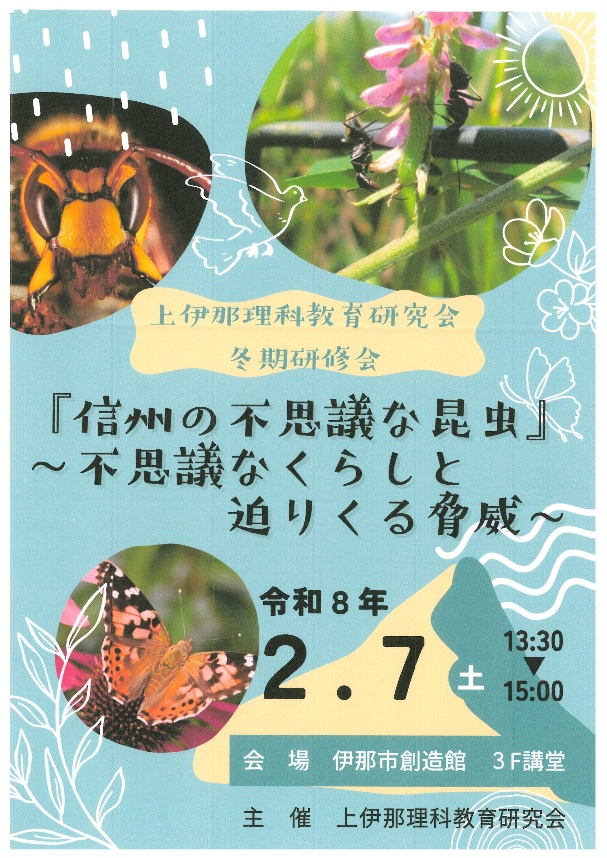 上伊那理科教育研究会
冬期研修会
『信州の不思議な昆虫』
～不思議なくらしと
迫りくる脅威～
令和8年
2.7 土
13:30
▼
15:00
会　場　伊那市創造館　３F講堂
主　催　上伊那理科教育研究会